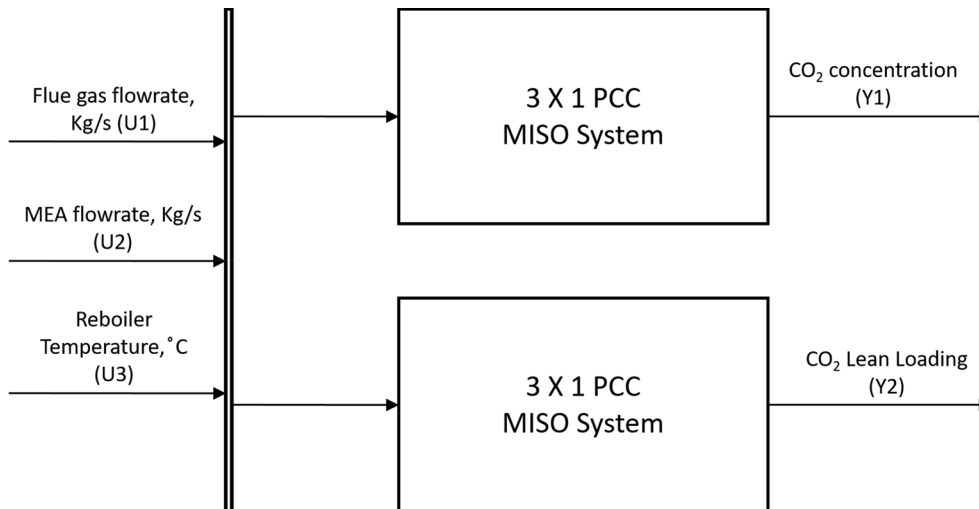 Flue gas flowrate,
Kg/s (U1)
MEA flowrate, Kg/s
(U2)
Reboiler
Temperature,˚C
(U3)
3 X 1 PCC
MISO System
CO₂ concentration
(Y1)
3 X 1 PCC
MISO System
CO₂ Lean Loading
(Y2)